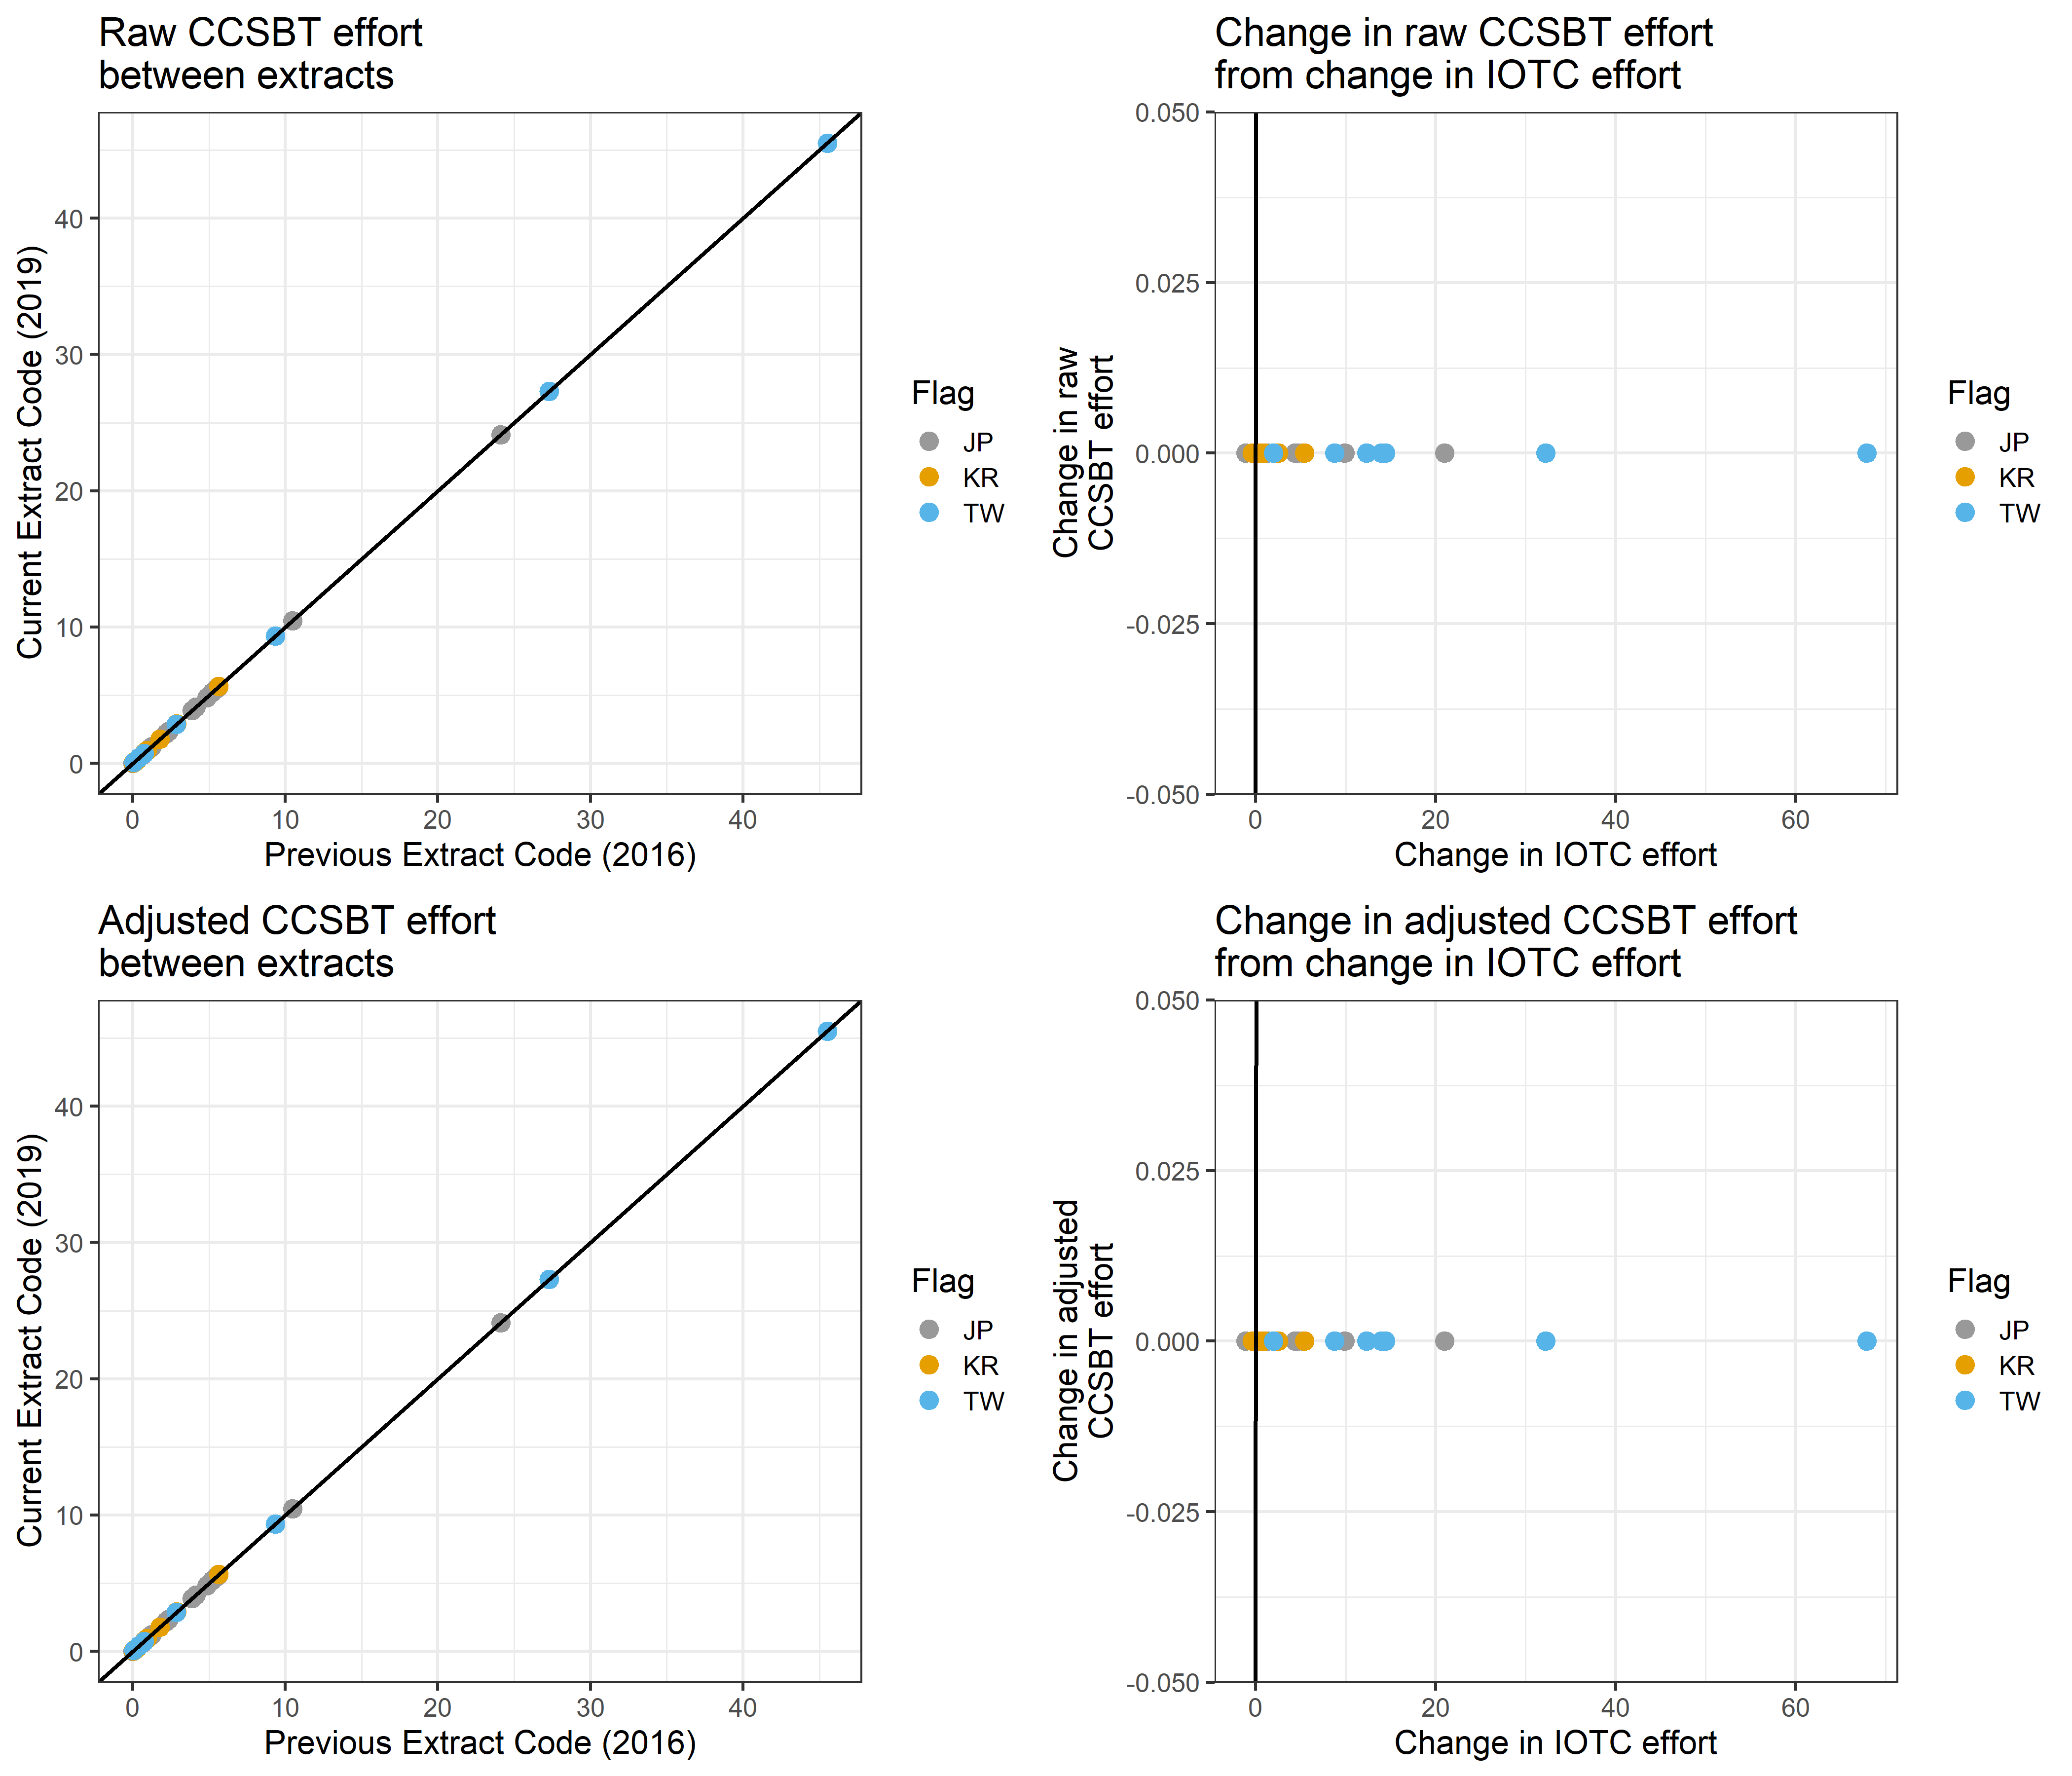 Raw CCSBT effort
between extracts
Current Extract Code (2019)
40
30
20
10
0
0 10 20 30 40
Previous Extract Code (2016)
Flag
JP
KR
TW
Change in raw CCSBT effort
from change in IOTC effort
Change in raw
CCSBT effort
0.050
0.025
0.000
-0.025
-0.050
0 20 40 60
Change in IOTC effort
Flag
JP
KR
TW
Adjusted CCSBT effort
between extracts
Current Extract Code (2019)
40
30
20
10
0
0 10 20 30 40
Previous Extract Code (2016)
Flag
JP
KR
TW
Change in adjusted CCSBT effort
from change in IOTC effort
Change in adjusted
CCSBT effort
0.050
0.025
0.000
-0.025
-0.050
0 20 40 60
Change in IOTC effort
Flag
JP
KR
TW